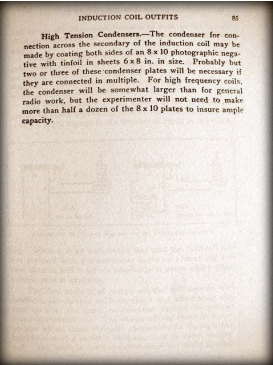 INDUCTION COIL OUTFITS 85
High Tension Condensers.—The condenser for con-
nection across the secondary of the induction coil may be
made by coating both sides of an 8 x 10 photographic nega-
tive with tinfoil in sheets 6 x 8 in. in size. Probably but
two or three of these condenser plates will be necessary if
they are connected in multiple. For high frequency coils,
the condenser will be somewhat larger than for general
radio work, but the experimenter will not need to make
more than half a dozen of the 8 x 10 plates to insure ample
capacity.